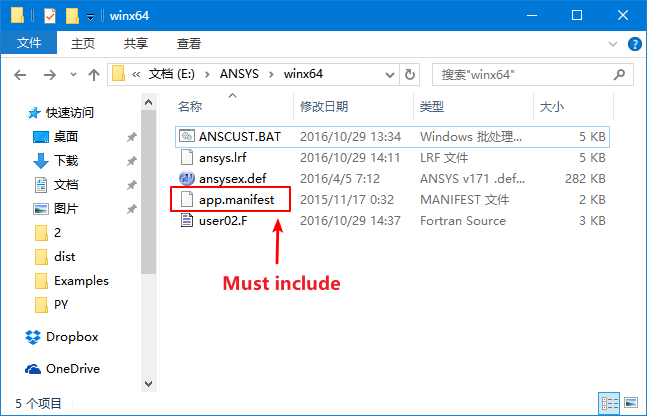 winx64
文件 主页 共享 查看
« 文档 (E:) › ANSYS › winx64
搜索"winx64"
快速访问
桌面
下载
文档
图片
2
dist
Examples
PY
Dropbox
OneDrive
名称 修改日期 类型 大小
ANSCUST.BAT 2016/10/29 13:34 Windows 批处理... 5 KB
ansys.lrf 2016/10/29 14:11 LRF 文件 5 KB
ansysex.def 2016/4/5 7:12 ANSYS v171 .def... 282 KB
app.manifest 2015/11/17 0:32 MANIFEST 文件 2 KB
user02.F 2016/10/29 14:37 Fortran Source 3 KB
Must include
5 个项目